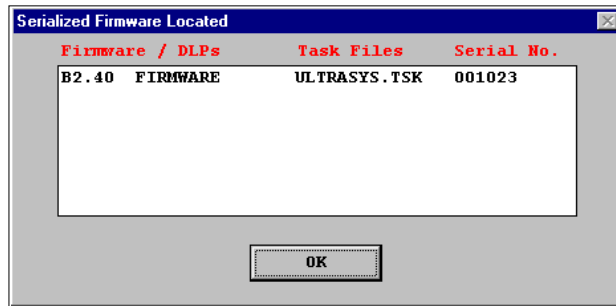 Serialized Firmware Located
Firmware / DLPs Task Files Serial No.
B2.40 FIRMWARE ULTRASYS.TSK 001023
OK